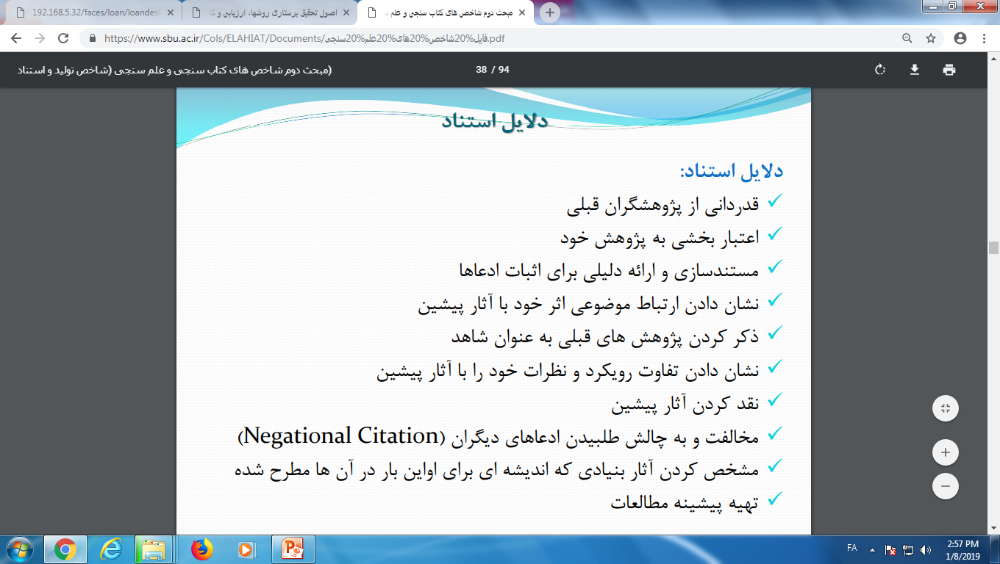 192.168.5.32/faces/loan/loandes
اصول تحقیق پرستاری روشها، ارزیابی و ک
مبحث دوم شاخص های کتاب سنجی و علم س
https://www.sbu.ac.ir/Cols/ELAHIAT/Documents/فایل%20شاخص%20های%20علم%20سنجی.pdf
مبحث دوم شاخص های کتاب سنجی و علم سنجی (شاخص تولید و استناد)
38 / 94
دلایل استناد
دلایل استناد:
قدردانی از پژوهشگران قبلی
اعتبار بخشی به پژوهش خود
مستندسازی و ارائه دلیلی برای اثبات ادعاها
نشان دادن ارتباط موضوعی اثر خود با آثار پیشین
ذکر کردن پژوهش های قبلی به عنوان شاهد
نشان دادن تفاوت رویکرد و نظرات خود را با آثار پیشین
نقد کردن آثار پیشین
مخالفت و به چالش طلبیدن ادعاهای دیگران (Negational Citation)
مشخص کردن آثار بنیادی که اندیشه ای برای اواین بار در آن ها مطرح شده
تهیه پیشینه مطالعات
FA
2:57 PM
1/8/2019